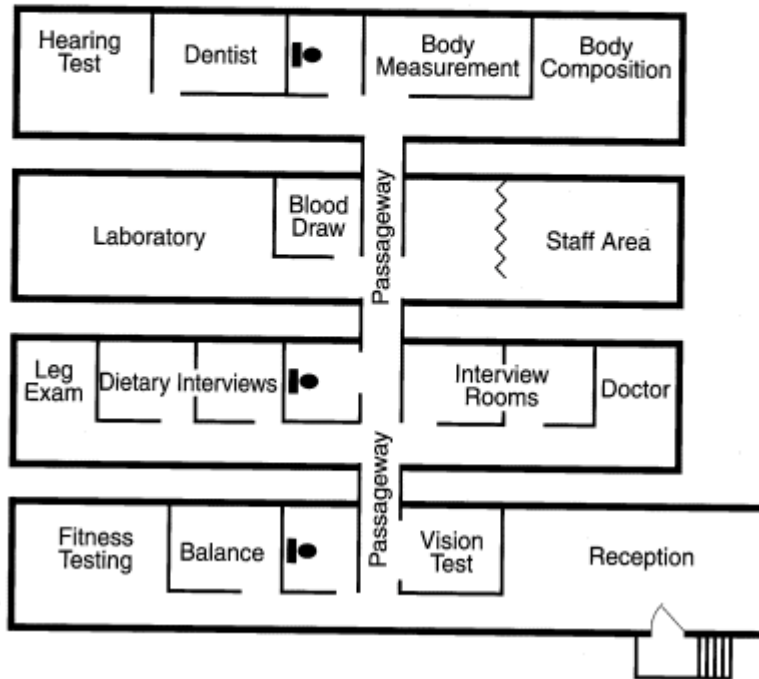 Hearing
Test
Dentist
Body
Measurement
Body
Composition
Passageway
Laboratory
Blood
Draw
Staff Area
Leg
Exam
Dietary Interviews
Interview
Rooms
Doctor
Passageway
Fitness
Testing
Balance
Vision
Test
Reception